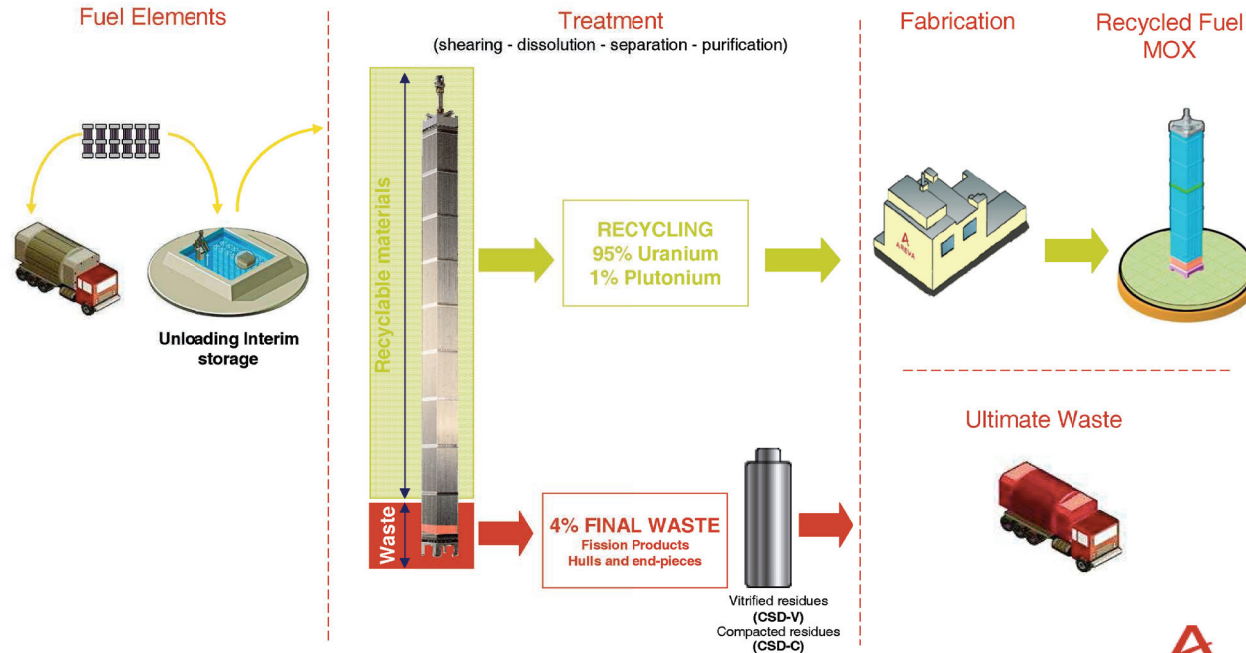 Fuel Elements
Unloading Interim
storage
Treatment
(shearing - dissolution - separation - purification)
Recyclable materials
RECYCLING
95% Uranium
1% Plutonium
Waste
4% FINAL WASTE
Fission Products
Hulls and end-pieces
Vitrified residues
(CSD-V)
Compacted residues
(CSD-C)
Fabrication
AREVA
Recycled Fuel
MOX
Ultimate Waste